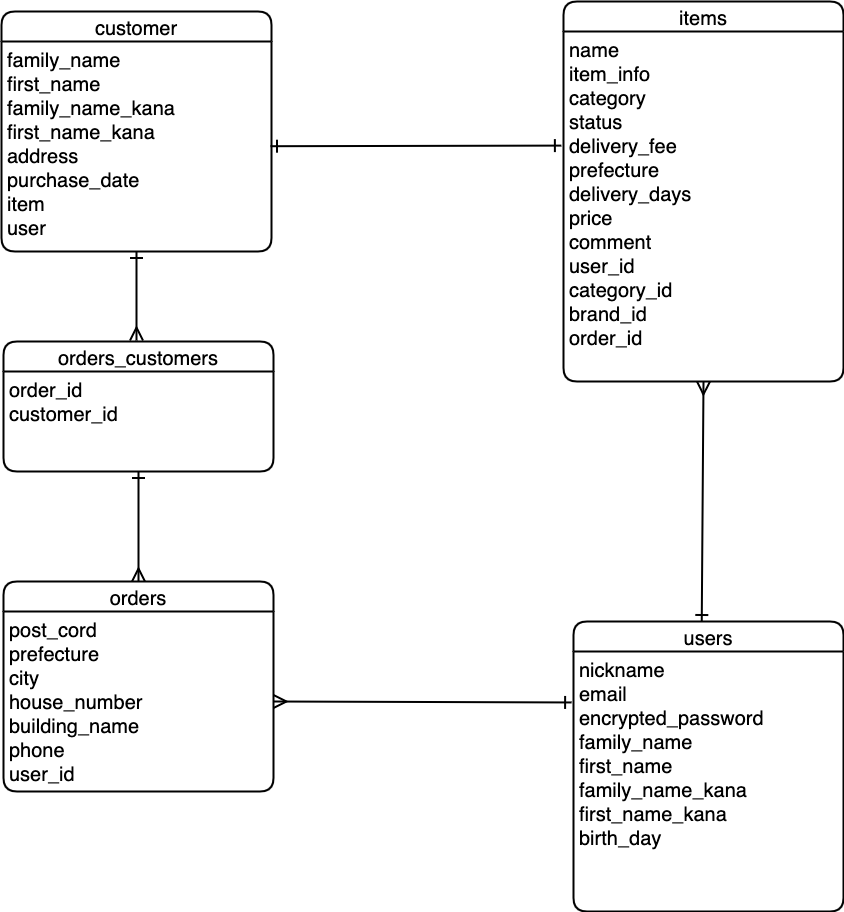 customer
family_name
first_name
family_name_kana
first_name_kana
address
purchase_date
item
user
items
name
item_info
category
status
delivery_fee
prefecture
delivery_days
price
comment
user_id
category_id
brand_id
order_id
orders_customers
order_id
customer_id
orders
post_cord
prefecture
city
house_number
building_name
phone
user_id
users
nickname
email
encrypted_password
family_name
first_name
family_name_kana
first_name_kana
birth_day